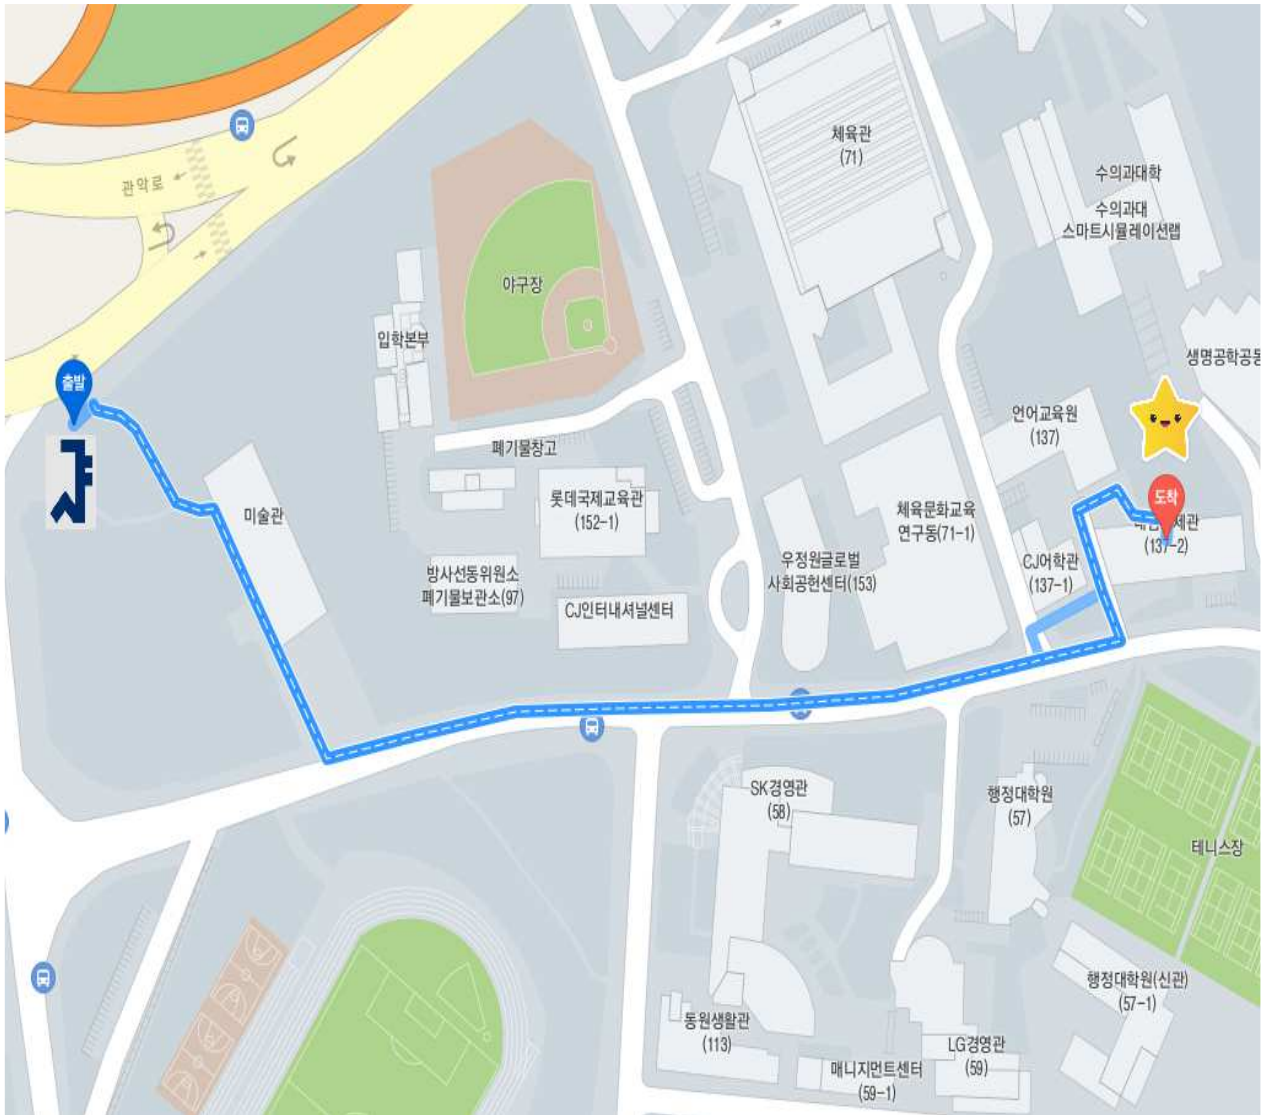 체육관
(71)
수의과대학
관악로
수의과대
스마트시뮬레이션랩
야구장
입학본부
생명공학공동
출발
언어교육원
(137)
폐기물창고
롯데국제교육관
(152-1)
도착
미술관
체육문화교육
연구동(71-1)
(137-2)
우정원글로벌
사회공헌센터(153)
CJ어학관
(137-1)
방사선동위원소
폐기물보관소(97)
CJ인터내셔널센터
SK경영관
(58)
행정대학원
(57)
테니스장
행정대학원(신관)
(57-1)
동원생활관
(113)
LG경영관
(59)
매니지먼트센터
(59-1)